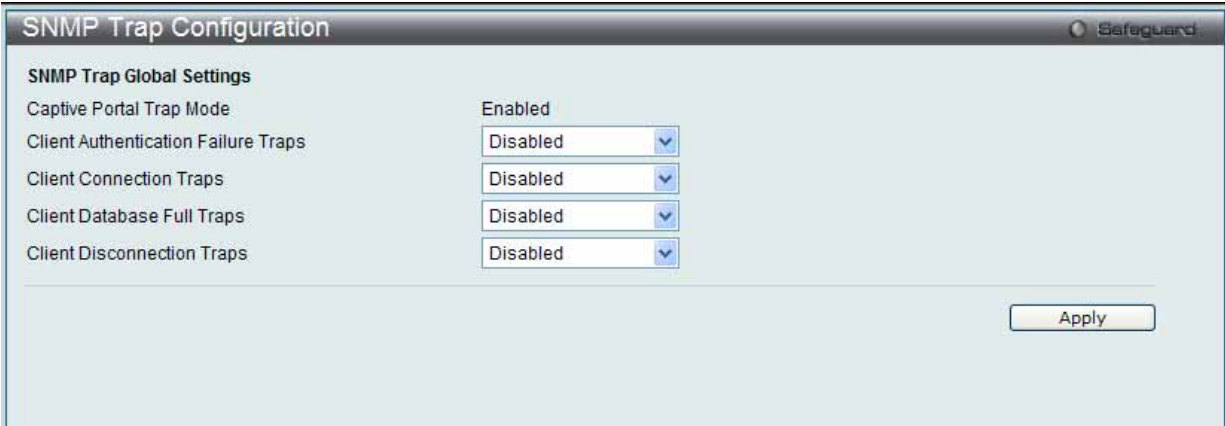 SNMP Trap Configuration
Safeguard
SNMP Trap Global Settings
Captive Portal Trap Mode Enabled
Client Authentication Failure Traps Disabled
Client Connection Traps Disabled
Client Database Full Traps Disabled
Client Disconnection Traps Disabled
Apply